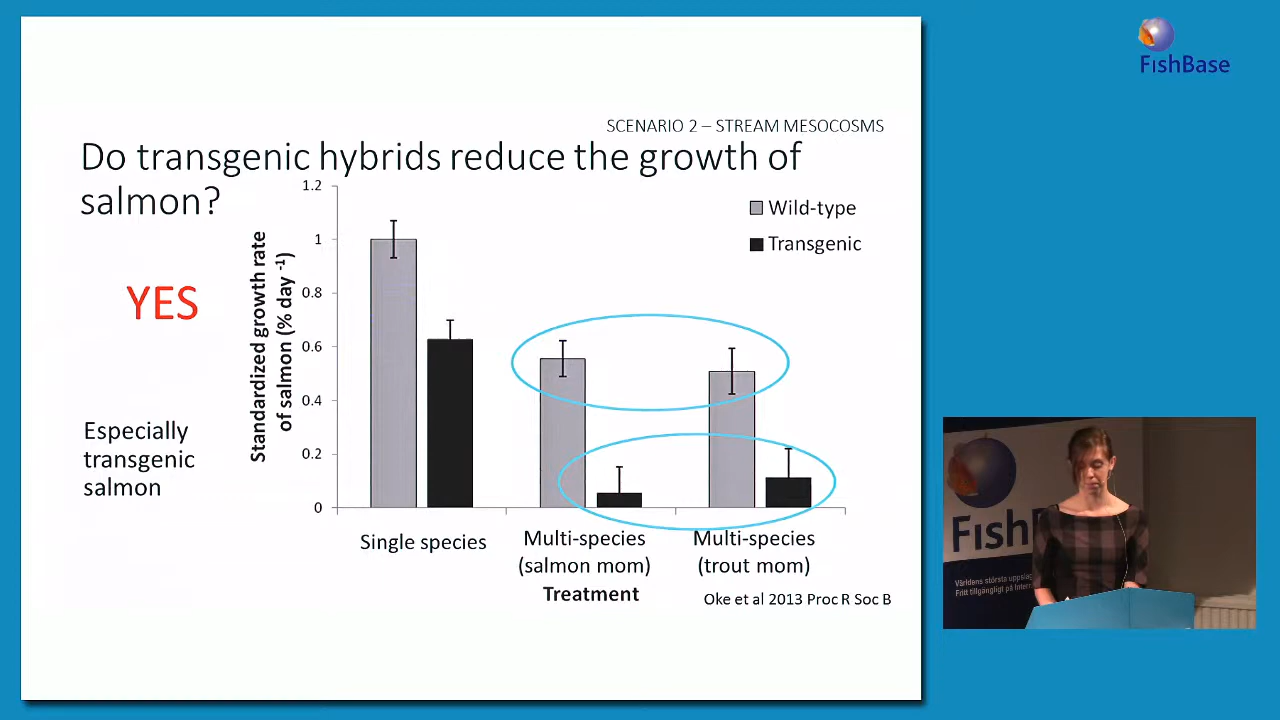 FishBase
SCENARIO 2 – STREAM MESOCOSMS
Do transgenic hybrids reduce the growth of
salmon?
YES
Especially
transgenic
salmon
Standardized growth rate
of salmon (% day -1)
1.2
1
0.8
0.6
0.4
0.2
0
Wild-type
Transgenic
Single species
Multi-species
(salmon mom)
Multi-species
(trout mom)
Treatment
Oke et al 2013 Proc R Soc B
Världens största uppslag
Fritt tillgängligt på Intern